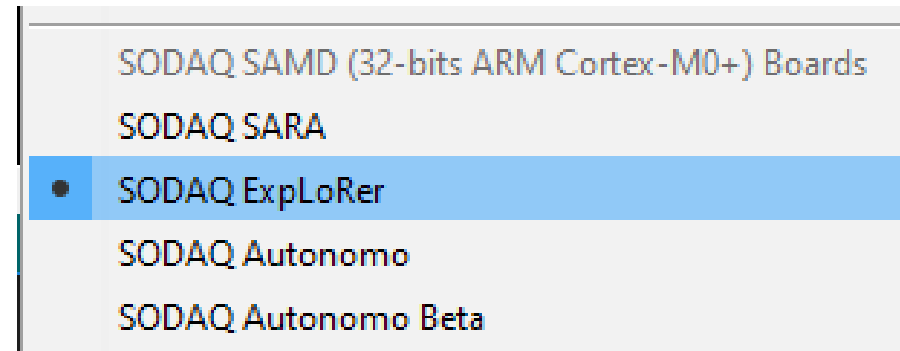 SODAQ SAMD (32-bits ARM Cortex-M0+) Boards
SODAQ SARA
SODAQ ExpLoRer
SODAQ Autonomo
SODAQ Autonomo Beta